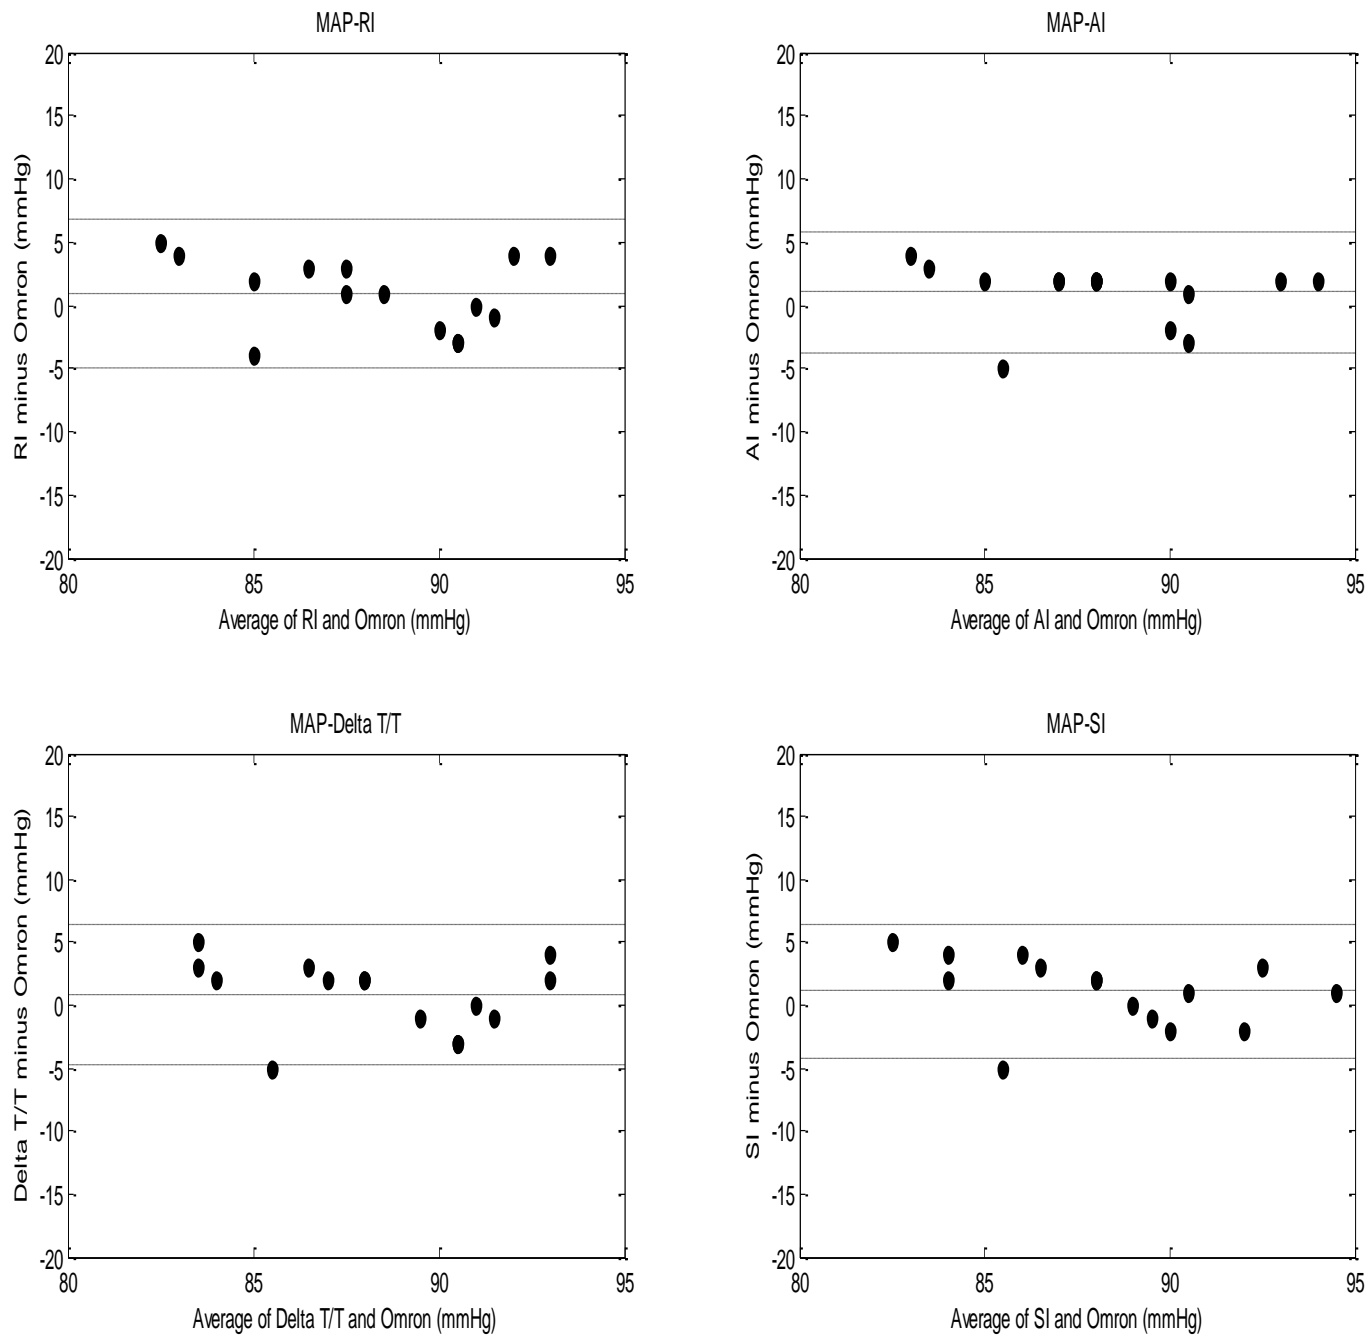 MAP-RI
20
15
10
5
0
-5
-10
-15
-20
RI minus Omron (mmHg)
80 85 90 95
Average of RI and Omron (mmHg)
MAP-AI
20
15
10
5
0
-5
-10
-15
-20
AI minus Omron (mmHg)
80 85 90 95
Average of AI and Omron (mmHg)
MAP-Delta T/T
20
15
10
5
0
-5
-10
-15
-20
Delta T/T minus Omron (mmHg)
80 85 90 95
Average of Delta T/T and Omron (mmHg)
MAP-SI
20
15
10
5
0
-5
-10
-15
-20
SI minus Omron (mmHg)
80 85 90 95
Average of SI and Omron (mmHg)